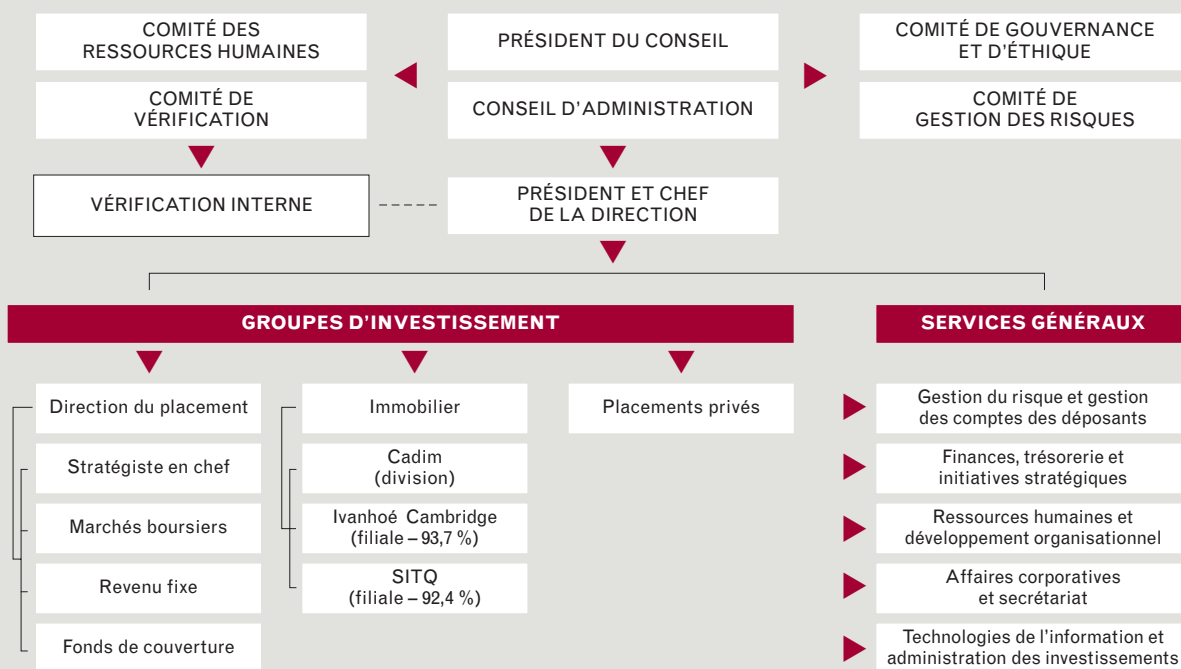 COMITÉ DES
RESSOURCES HUMAINES
PRÉSIDENT DU CONSEIL
COMITÉ DE GOUVERNANCE
ET D'ÉTHIQUE
COMITÉ DE
VÉRIFICATION
CONSEIL D'ADMINISTRATION
COMITÉ DE
GESTION DES RISQUES
VÉRIFICATION INTERNE
PRÉSIDENT ET CHEF
DE LA DIRECTION
GROUPES D'INVESTISSEMENT
Direction du placement
Stratégiste en chef
Marchés boursiers
Revenu fixe
Fonds de couverture
Immobilier
Cadim
(division)
Ivanhoé Cambridge
(filiale – 93,7 %)
SITQ
(filiale – 92,4 %)
Placements privés
SERVICES GÉNÉRAUX
Gestion du risque et gestion
des comptes des déposants
Finances, trésorerie et
initiatives stratégiques
Ressources humaines et
développement organisationnel
Affaires corporatives
et secrétariat
Technologies de l'information et
administration des investissements